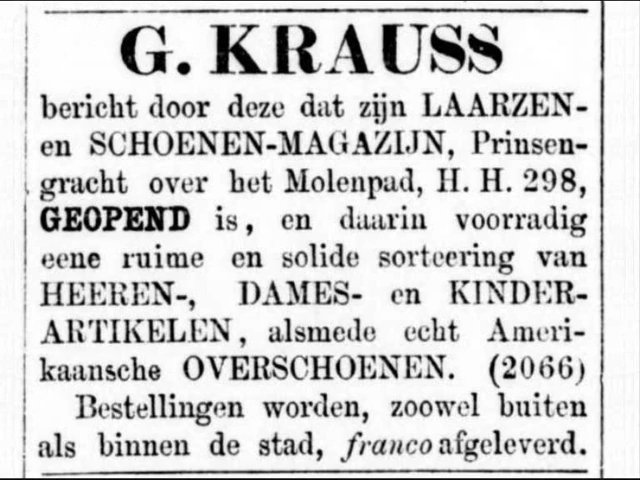 G. KRAUSS
bericht door deze dat zijn LAARZEN-
en SCHOENEN-MAGAZIJN, Prinsen-
gracht over het Molenpad, H. H. 298,
GEOPEND is, en daarin voorradig
eene ruime en solide sorteering van
HEEREN-, DAMES- en KINDER-
ARTIKELEN, alsmede echt Ameri-
kaansche OVERSCHOENEN. (2066)
Bestellingen worden, zoowel buiten
als binnen de stad, franco afgeleverd.